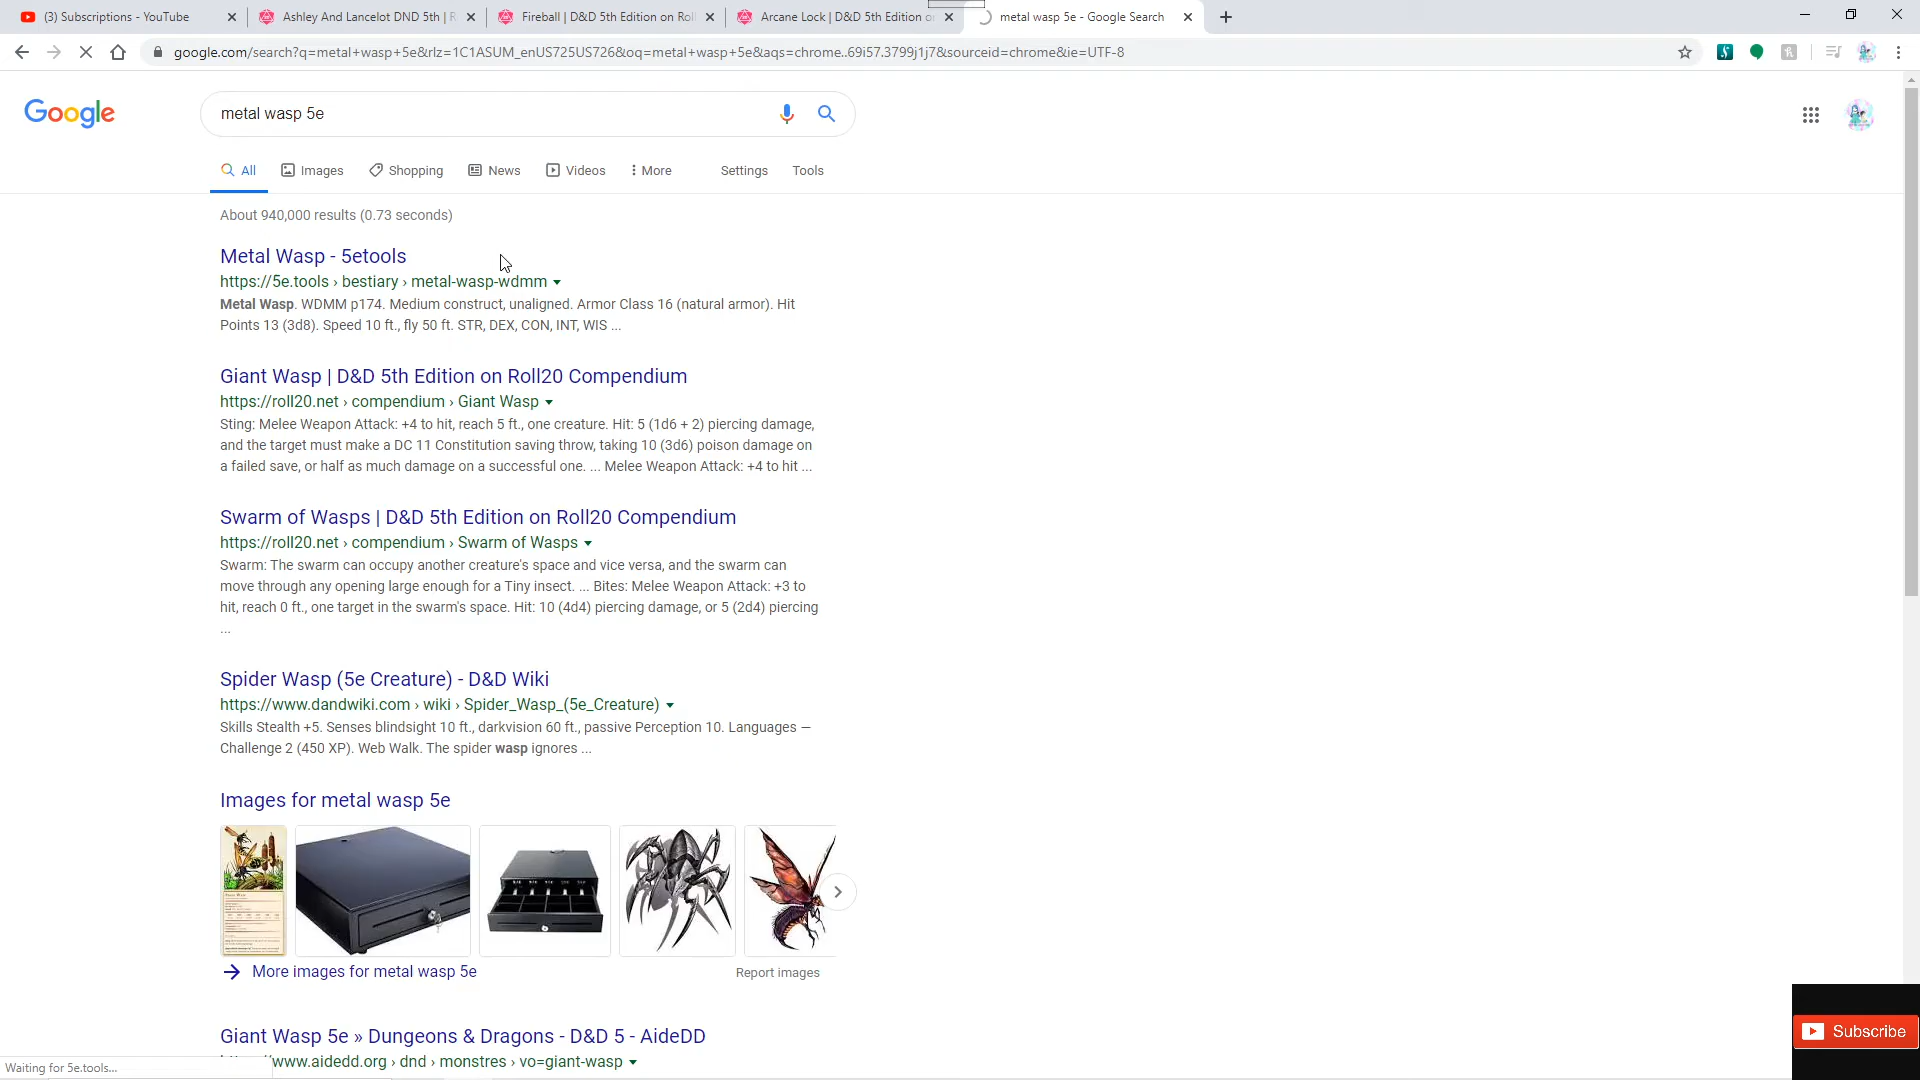 (3) Subscriptions - YouTube
Ashley And Lancelot DND 5th | R
Fireball | D&D 5th Edition on Roll
Arcane Lock | D&D 5th Edition o
metal wasp 5e - Google Search
google.com/search?q=metal+wasp+5e&rlz=1C1ASUM_enUS725US726&oq=metal+wasp+5e&aqs=chrome..69i57.3799j1j7&sourceid=chrome&ie=UTF-8
Google
metal wasp 5e
All Images Shopping News Videos More Settings Tools
About 940,000 results (0.73 seconds)
Metal Wasp - 5etools
https://5e.tools › bestiary › metal-wasp-wdmm
Metal Wasp. WDMM p174. Medium construct, unaligned. Armor Class 16 (natural armor). Hit
Points 13 (3d8). Speed 10 ft., fly 50 ft. STR, DEX, CON, INT, WIS ...
Giant Wasp | D&D 5th Edition on Roll20 Compendium
https://roll20.net › compendium › Giant Wasp
Sting: Melee Weapon Attack: +4 to hit, reach 5 ft., one creature. Hit: 5 (1d6 + 2) piercing damage,
and the target must make a DC 11 Constitution saving throw, taking 10 (3d6) poison damage on
a failed save, or half as much damage on a successful one. ... Melee Weapon Attack: +4 to hit ...
Swarm of Wasps | D&D 5th Edition on Roll20 Compendium
https://roll20.net › compendium › Swarm of Wasps
Swarm: The swarm can occupy another creature's space and vice versa, and the swarm can
move through any opening large enough for a Tiny insect. ... Bites: Melee Weapon Attack: +3 to
hit, reach 0 ft., one target in the swarm's space. Hit: 10 (4d4) piercing damage, or 5 (2d4) piercing
...
Spider Wasp (5e Creature) - D&D Wiki
https://www.dandwiki.com › wiki › Spider_Wasp_(5e_Creature)
Skills Stealth +5. Senses blindsight 10 ft., darkvision 60 ft., passive Perception 10. Languages —
Challenge 2 (450 XP). Web Walk. The spider wasp ignores ...
Images for metal wasp 5e
More images for metal wasp 5e
Report images
Giant Wasp 5e » Dungeons & Dragons - D&D 5 - AideDD
www.aidedd.org › dnd › monstres › vo=giant-wasp
Waiting for 5e.tools...
Subscribe